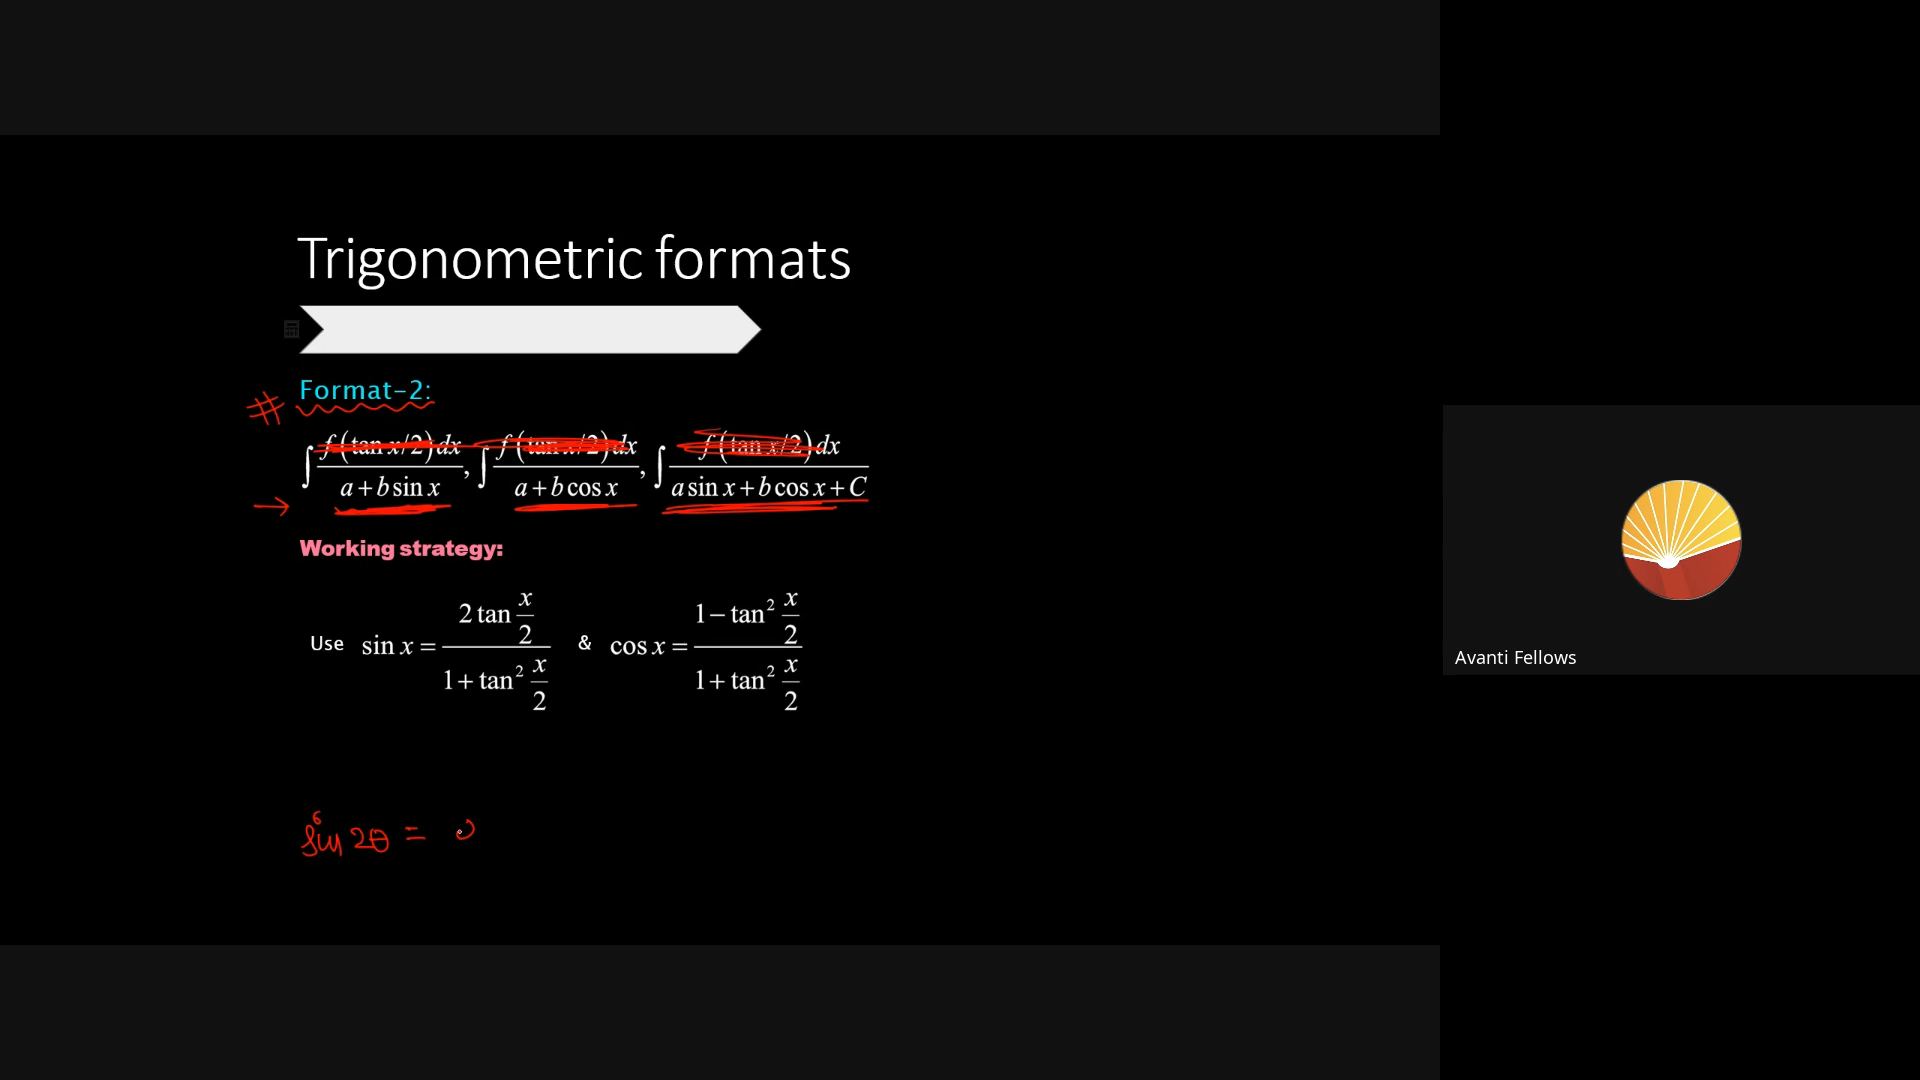 Trigonometric formats
Format-2:
∫ f(tan x/2)dx / (a + b sin x), ∫ f(tan x/2)dx / (a + b cos x), ∫ f(tan x/2)dx / (a sin x + b cos x + C)
Working strategy:
Use sin x = (2 tan x/2) / (1 + tan² x/2) & cos x = (1 − tan² x/2) / (1 + tan² x/2)
sin 2θ =
Avanti Fellows